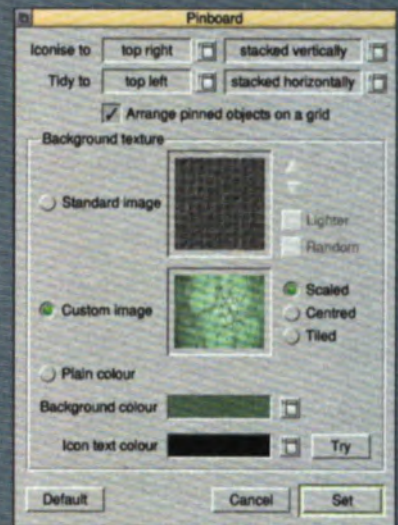 Pinboard
Iconise to top right stacked vertically
Tidy to top left stacked horizontally
Arrange pinned objects on a grid
Background texture
Standard image
Lighter
Random
Custom image
Scaled
Centred
Tiled
Plain colour
Background colour
Icon text colour
Try
Default Cancel Set